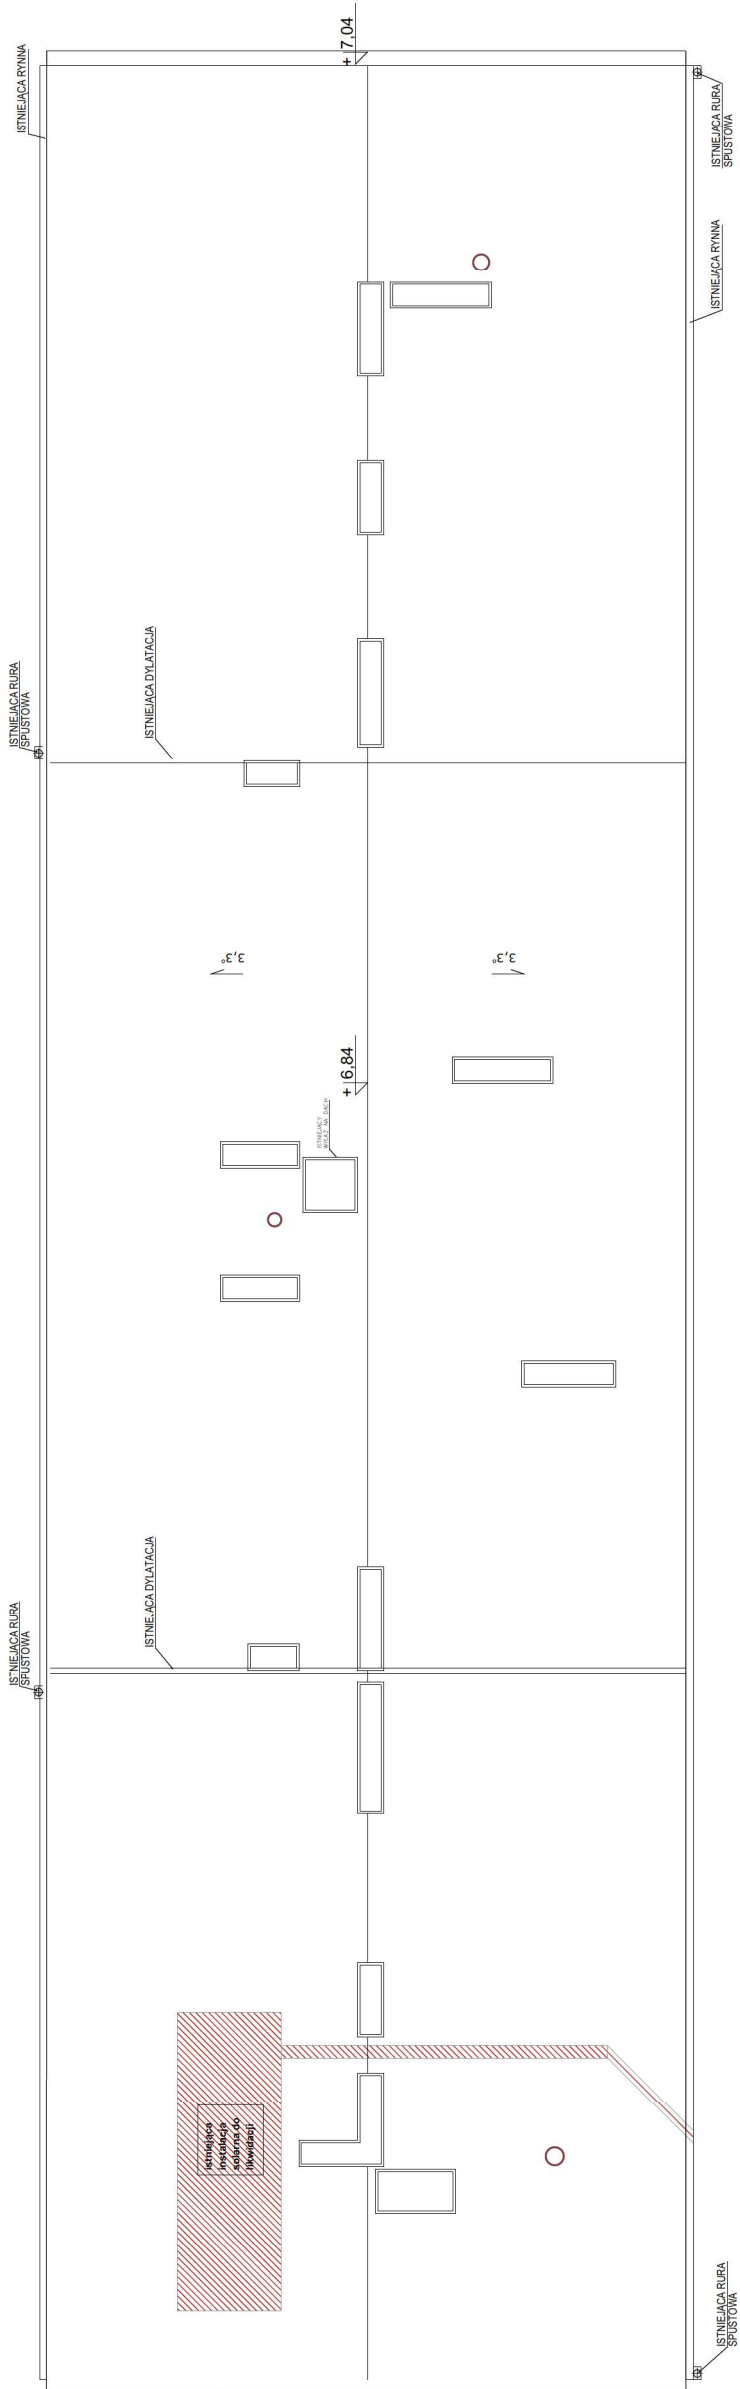 + 7,04
ISTNIEJĄCA RYNNA
ISTNIEJĄCA RURA
SPUSTOWA
ISTNIEJĄCA RYNNA
ISTNIEJĄCA DYLATACJA
ISTNIEJĄCA RURA
SPUSTOWA
3,3°
3,3°
+ 6,84
ISTNIEJĄCY
WYŁAZ NA DACH
ISTNIEJĄCA DYLATACJA
ISTNIEJĄCA RURA
SPUSTOWA
istniejąca
instalacja
solarna do
likwidacji
ISTNIEJĄCA RURA
SPUSTOWA